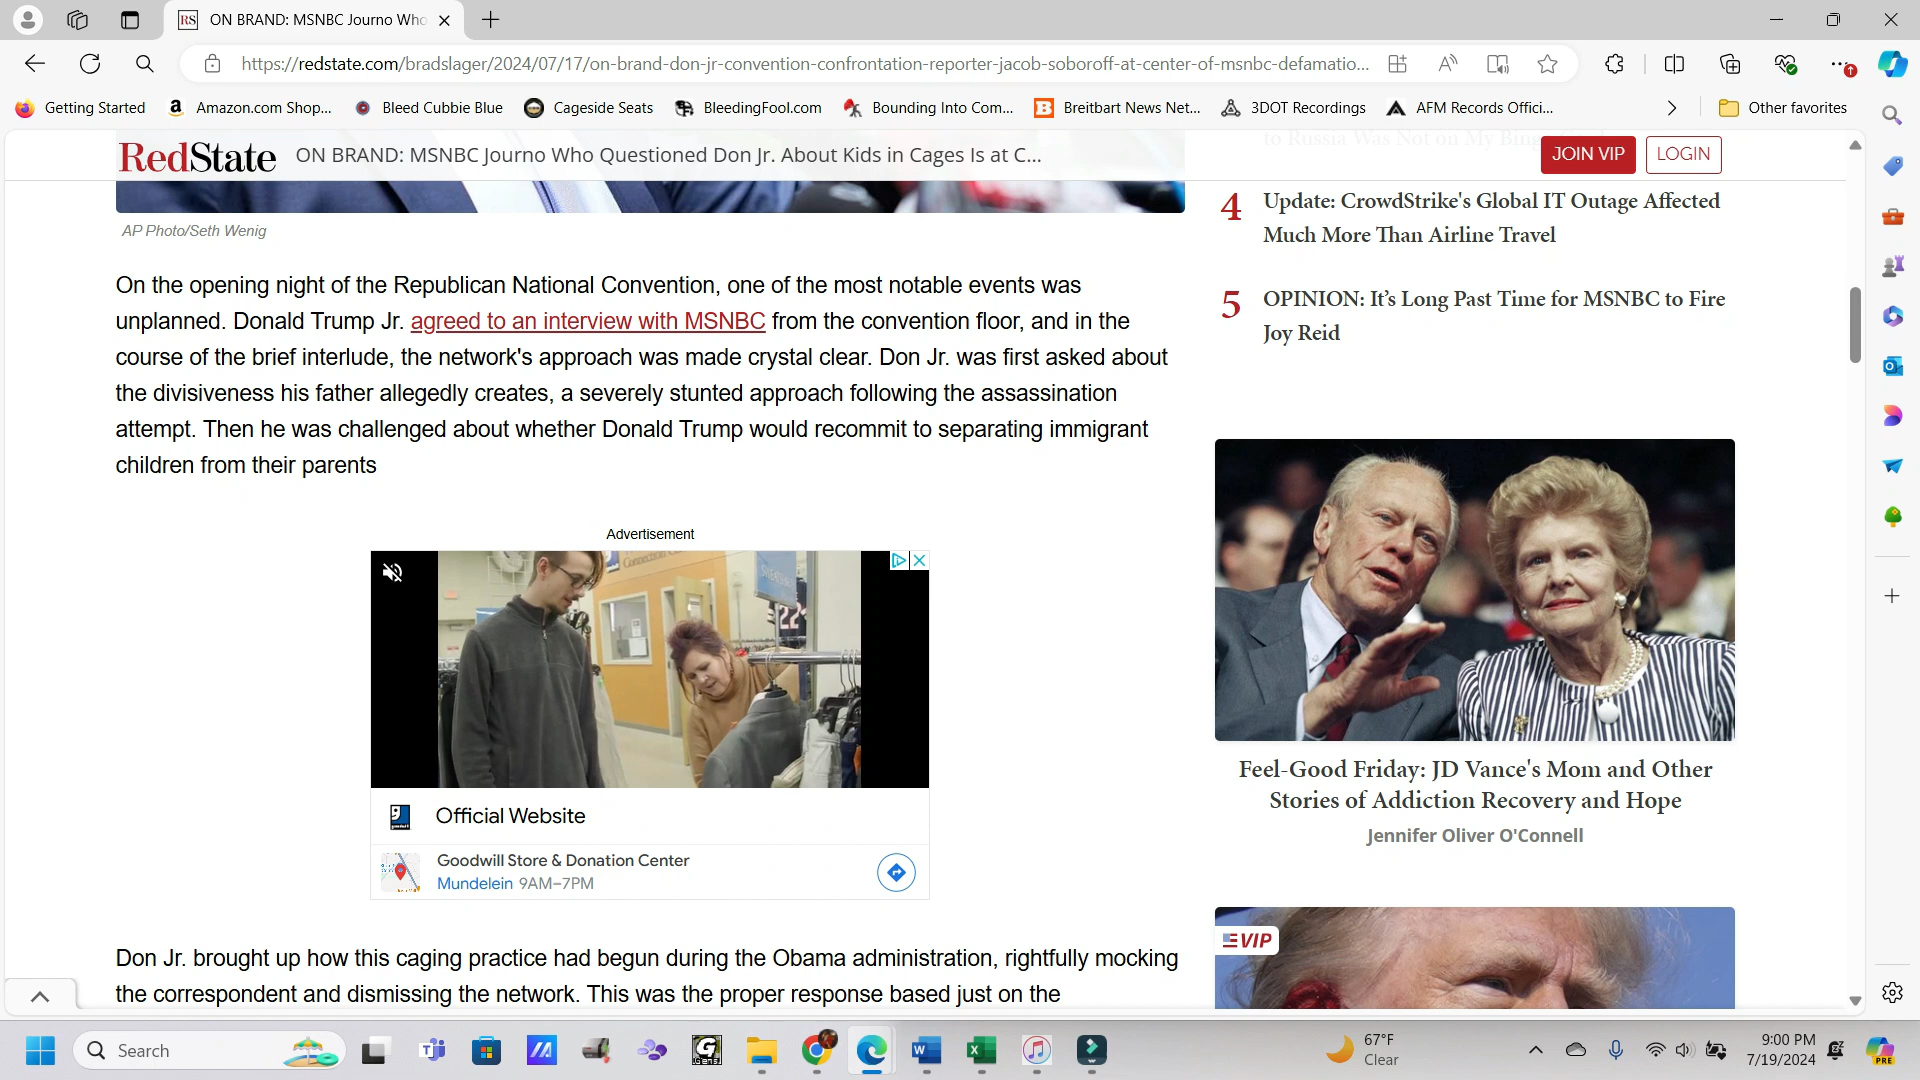 RS ON BRAND: MSNBC Journo Who
https://redstate.com/bradslager/2024/07/17/on-brand-don-jr-convention-confrontation-reporter-jacob-soboroff-at-center-of-msnbc-defamatio...
Getting Started Amazon.com Shop... Bleed Cubbie Blue Cageside Seats BleedingFool.com Bounding Into Com... Breitbart News Net... 3DOT Recordings AFM Records Offici... Other favorites
RedState ON BRAND: MSNBC Journo Who Questioned Don Jr. About Kids in Cages Is at C... JOIN VIP LOGIN
AP Photo/Seth Wenig
On the opening night of the Republican National Convention, one of the most notable events was
unplanned. Donald Trump Jr. agreed to an interview with MSNBC from the convention floor, and in the
course of the brief interlude, the network's approach was made crystal clear. Don Jr. was first asked about
the divisiveness his father allegedly creates, a severely stunted approach following the assassination
attempt. Then he was challenged about whether Donald Trump would recommit to separating immigrant
children from their parents
Advertisement
22
Official Website
Goodwill Store & Donation Center
Mundelein 9AM–7PM
Don Jr. brought up how this caging practice had begun during the Obama administration, rightfully mocking
the correspondent and dismissing the network. This was the proper response based just on the
to Russia Was Not on My Bing
4 Update: CrowdStrike's Global IT Outage Affected
Much More Than Airline Travel
5 OPINION: It’s Long Past Time for MSNBC to Fire
Joy Reid
Feel-Good Friday: JD Vance's Mom and Other
Stories of Addiction Recovery and Hope
Jennifer Oliver O'Connell
VIP
Search
67°F
Clear
9:00 PM
7/19/2024
PRE